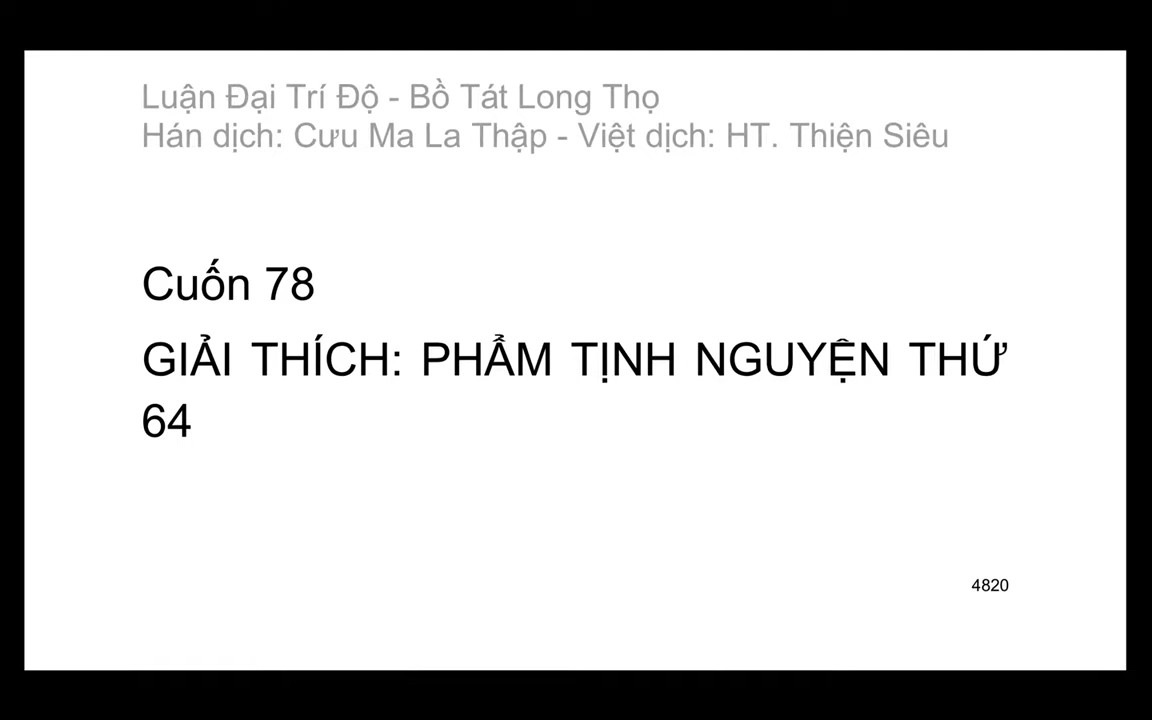 Luận Đại Trí Độ - Bồ Tát Long Thọ
Hán dịch: Cưu Ma La Thập - Việt dịch: HT. Thiện Siêu
Cuốn 78
GIẢI THÍCH: PHẨM TỊNH NGUYỆN THỨ
64
4820